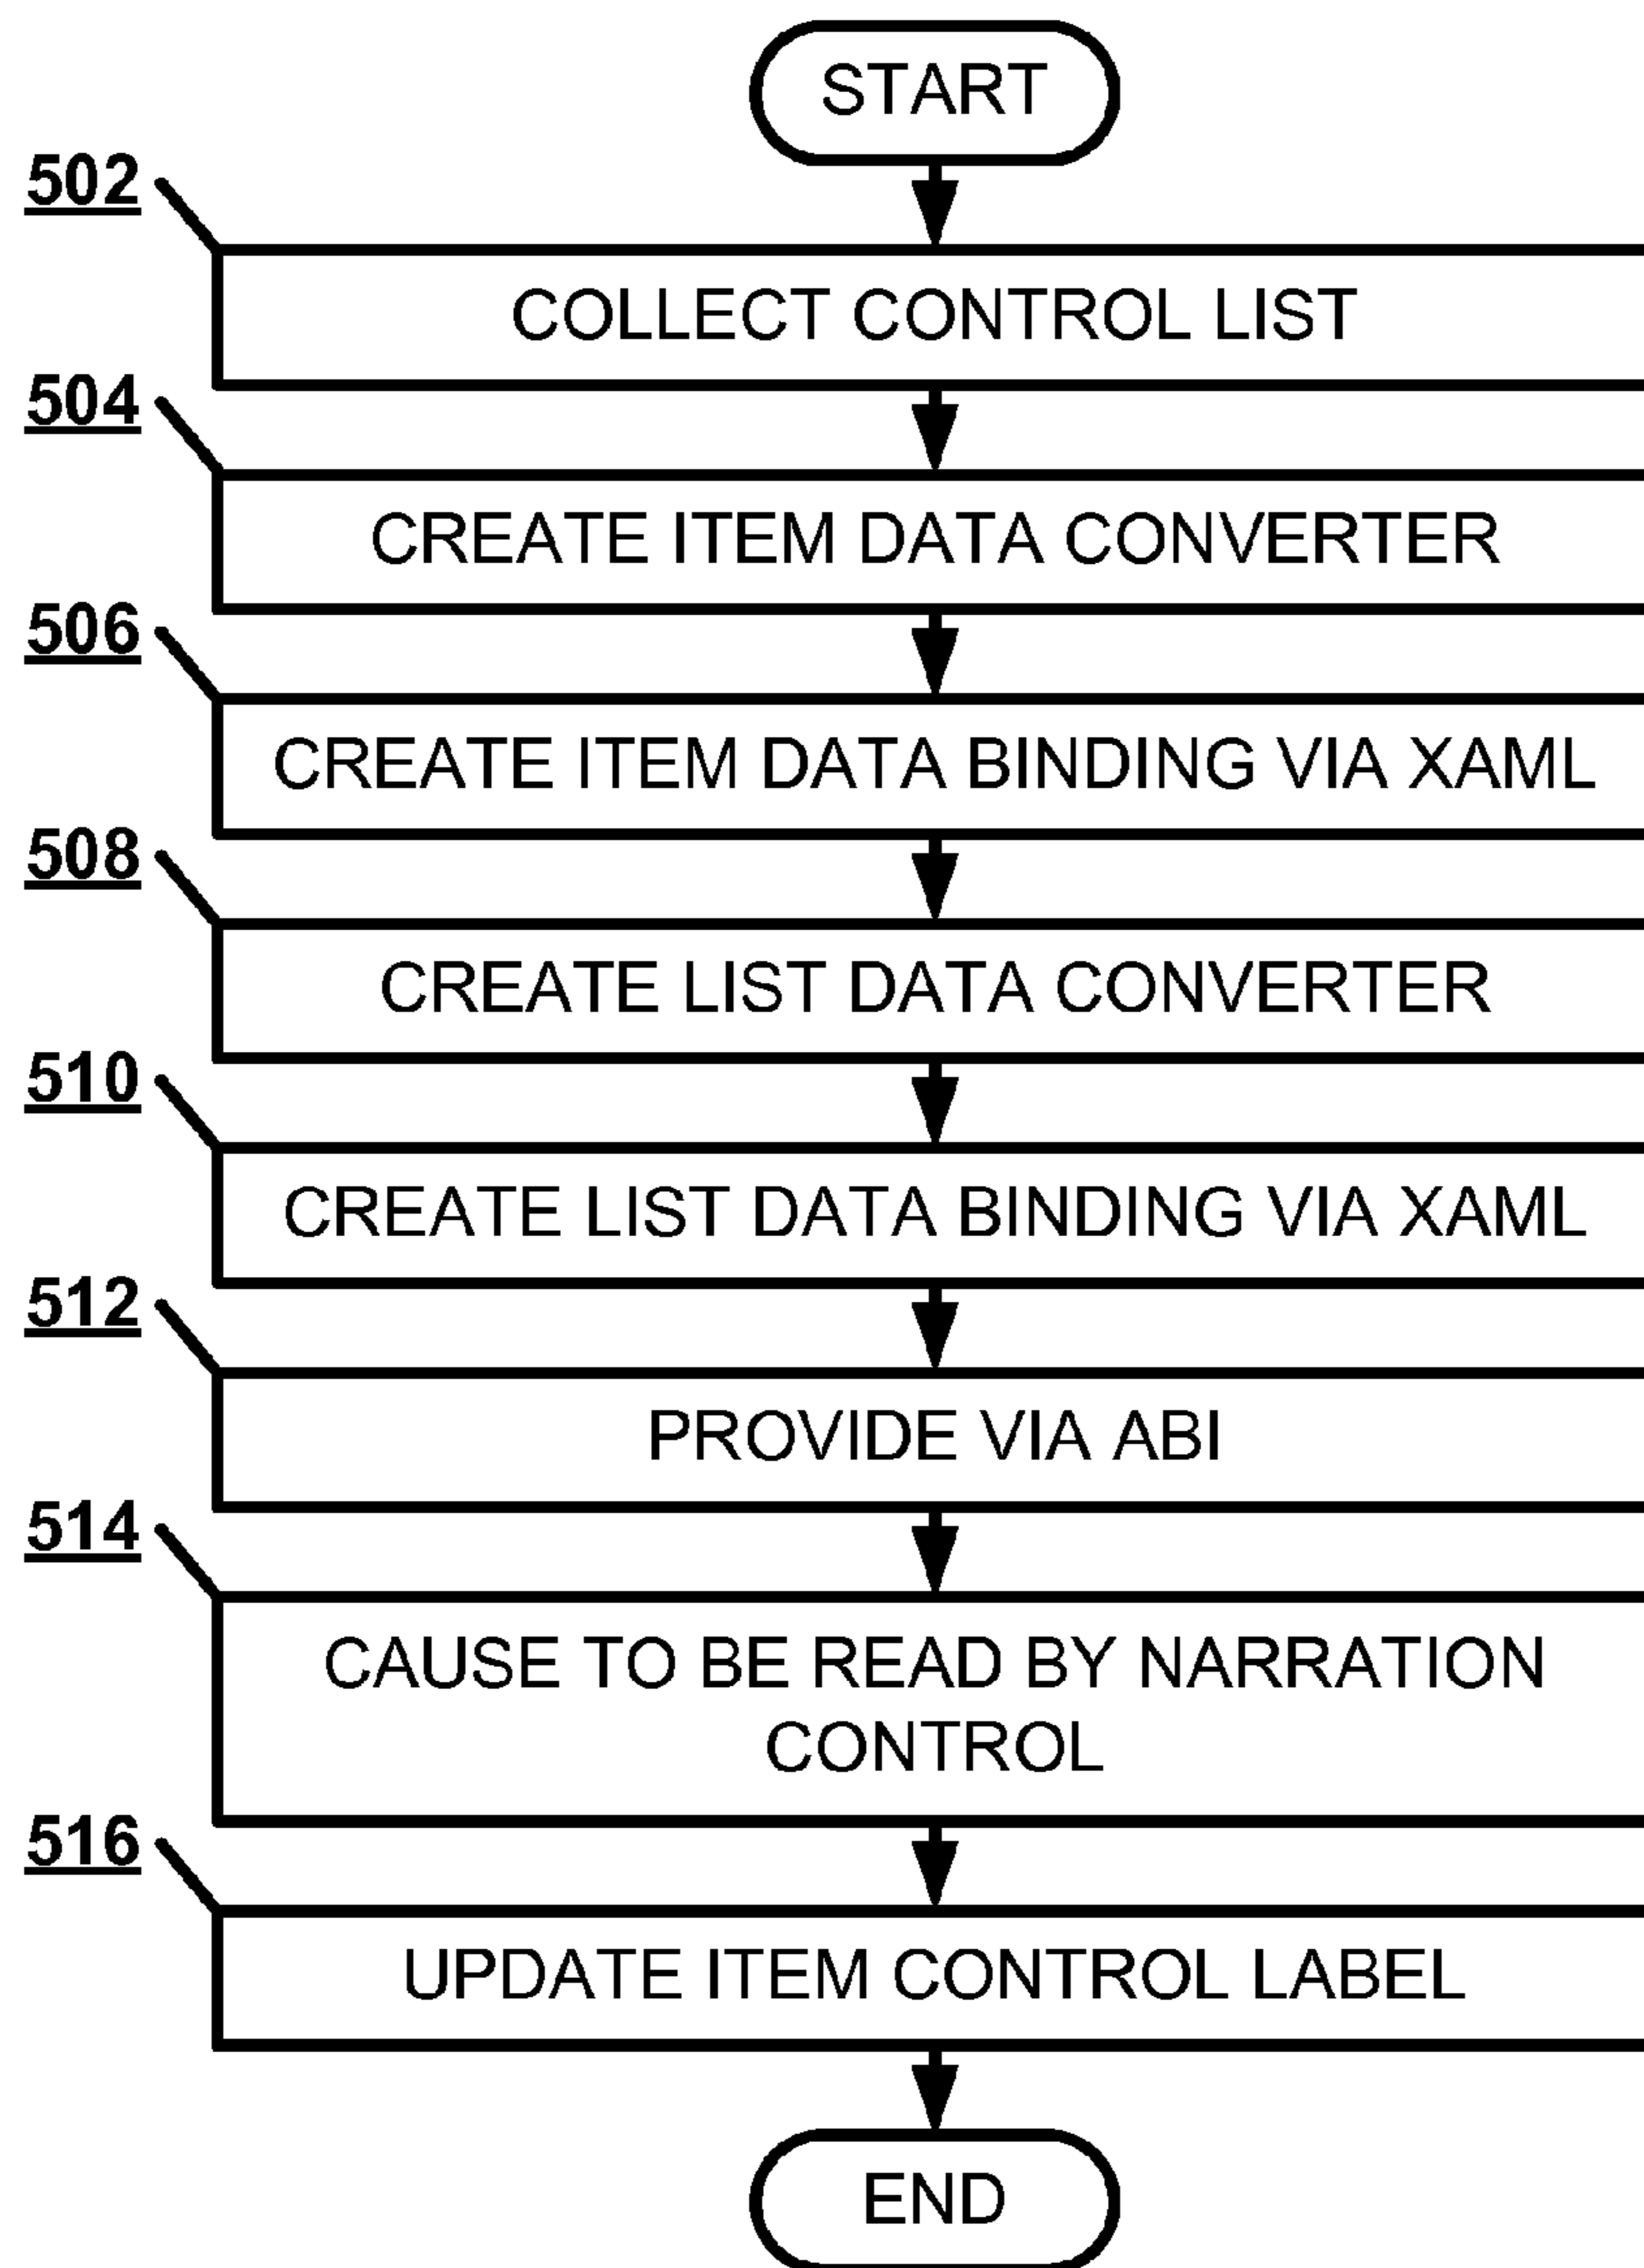 START
502
COLLECT CONTROL LIST
504
CREATE ITEM DATA CONVERTER
506
CREATE ITEM DATA BINDING VIA XAML
508
CREATE LIST DATA CONVERTER
510
CREATE LIST DATA BINDING VIA XAML
512
PROVIDE VIA ABI
514
CAUSE TO BE READ BY NARRATION
CONTROL
516
UPDATE ITEM CONTROL LABEL
END